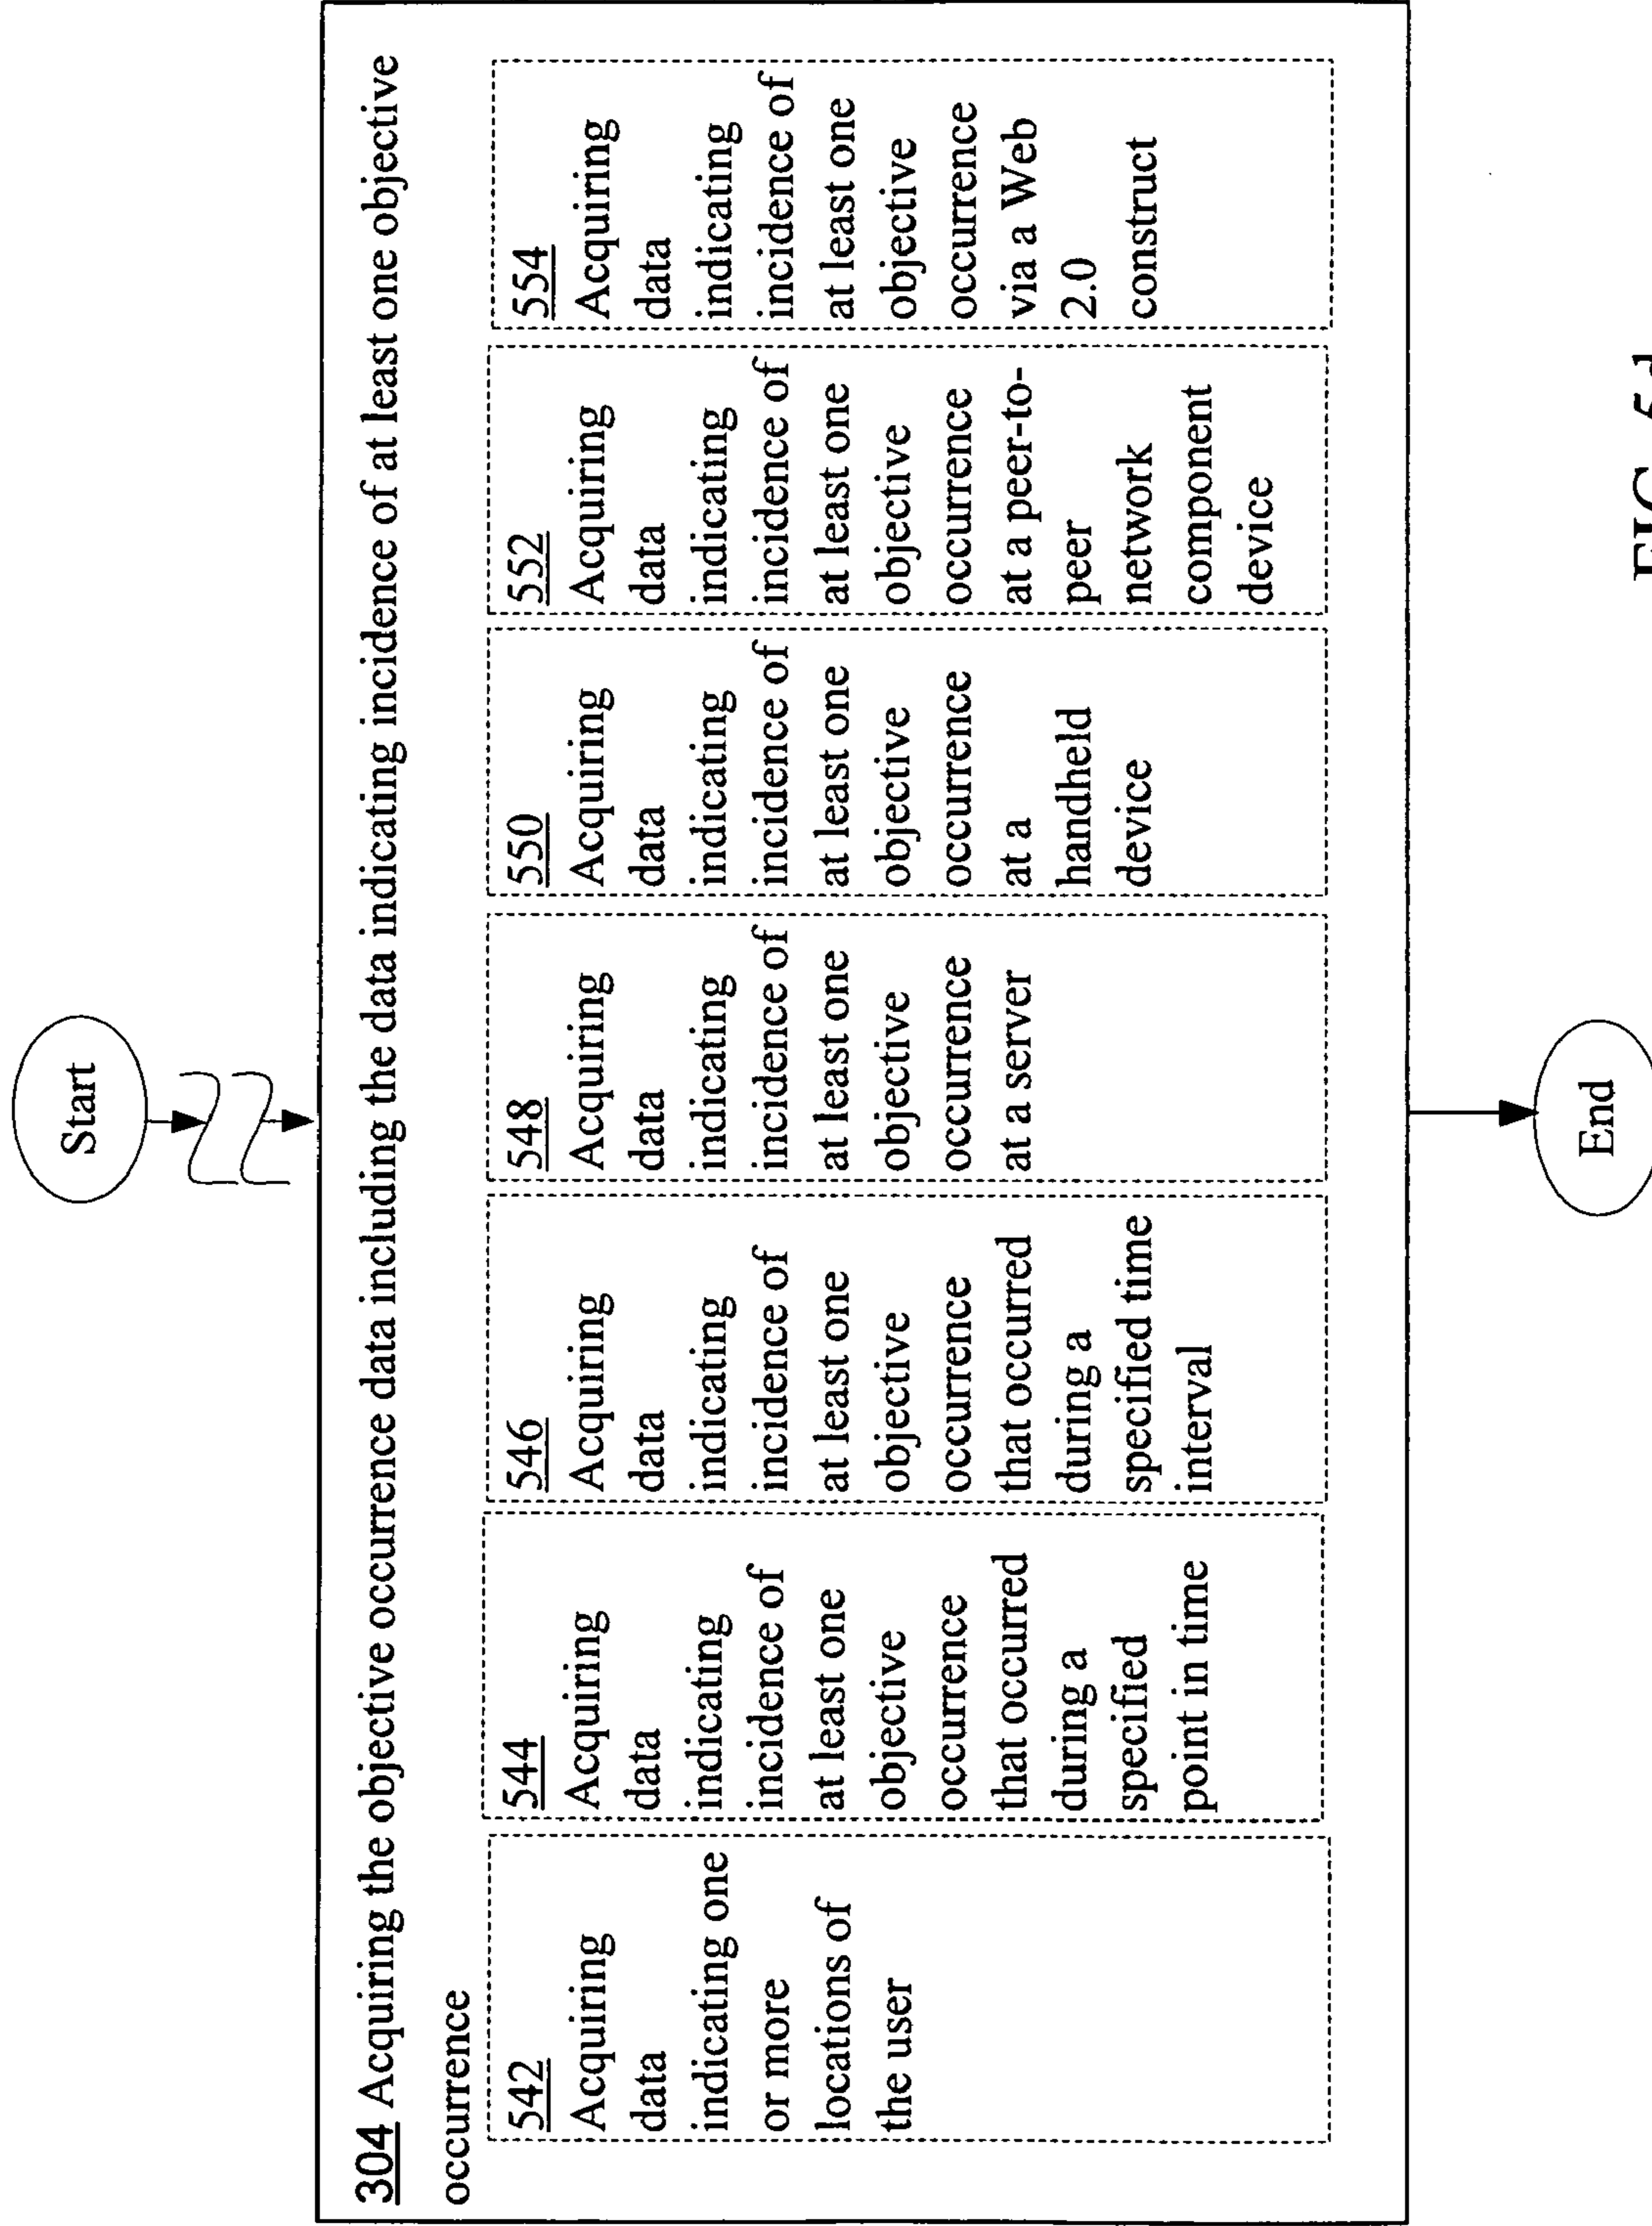 Start
304 Acquiring the objective occurrence data including the data indicating incidence of at least one objective
occurrence
542
Acquiring
data
indicating one
or more
locations of
the user
544
Acquiring
data
indicating
incidence of
at least one
objective
occurrence
that occurred
during a
specified
point in time
546
Acquiring
data
indicating
incidence of
at least one
objective
occurrence
that occurred
during a
specified time
interval
548
Acquiring
data
indicating
incidence of
at least one
objective
occurrence
at a server
550
Acquiring
data
indicating
incidence of
at least one
objective
occurrence
at a
handheld
device
552
Acquiring
data
indicating
incidence of
at least one
objective
occurrence
at a peer-to-
peer
network
component
device
554
Acquiring
data
indicating
incidence of
at least one
objective
occurrence
via a Web
2.0
construct
End